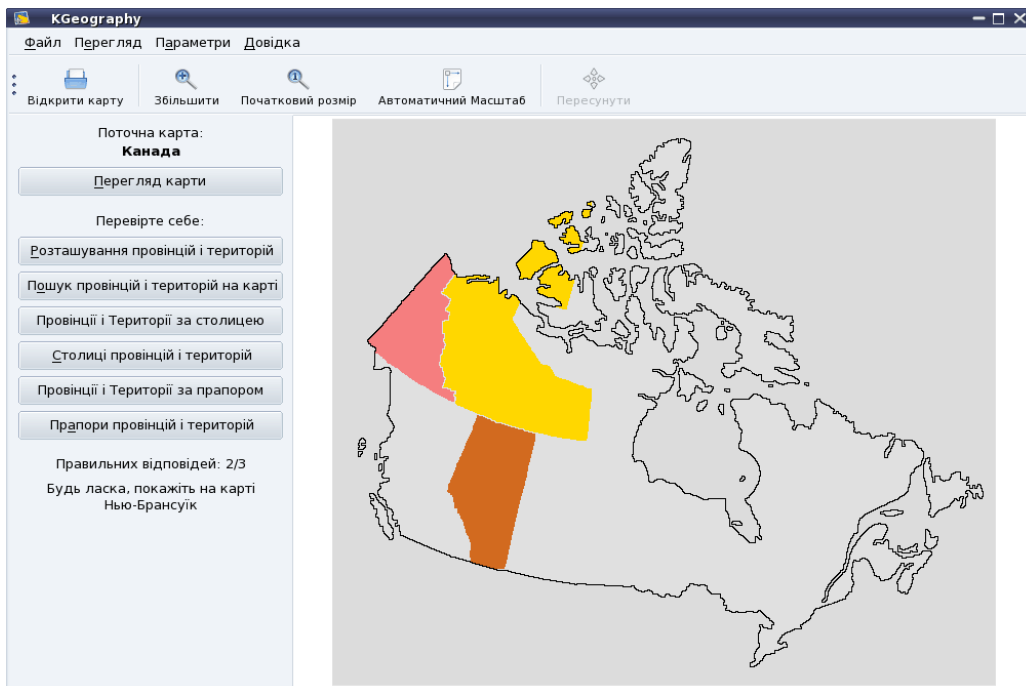 KGeography
Файл Перегляд Параметри Довідка
Відкрити карту Збільшити Початковий розмір Автоматичний Масштаб Пересунути
Поточна карта:
Канада
Перегляд карти
Перевірте себе:
Розташування провінцій і територій
Пошук провінцій і територій на карті
Провінції і Території за столицею
Столиці провінцій і територій
Провінції і Території за прапором
Прапори провінцій і територій
Правильних відповідей: 2/3
Будь ласка, покажіть на карті
Нью-Брансуїк